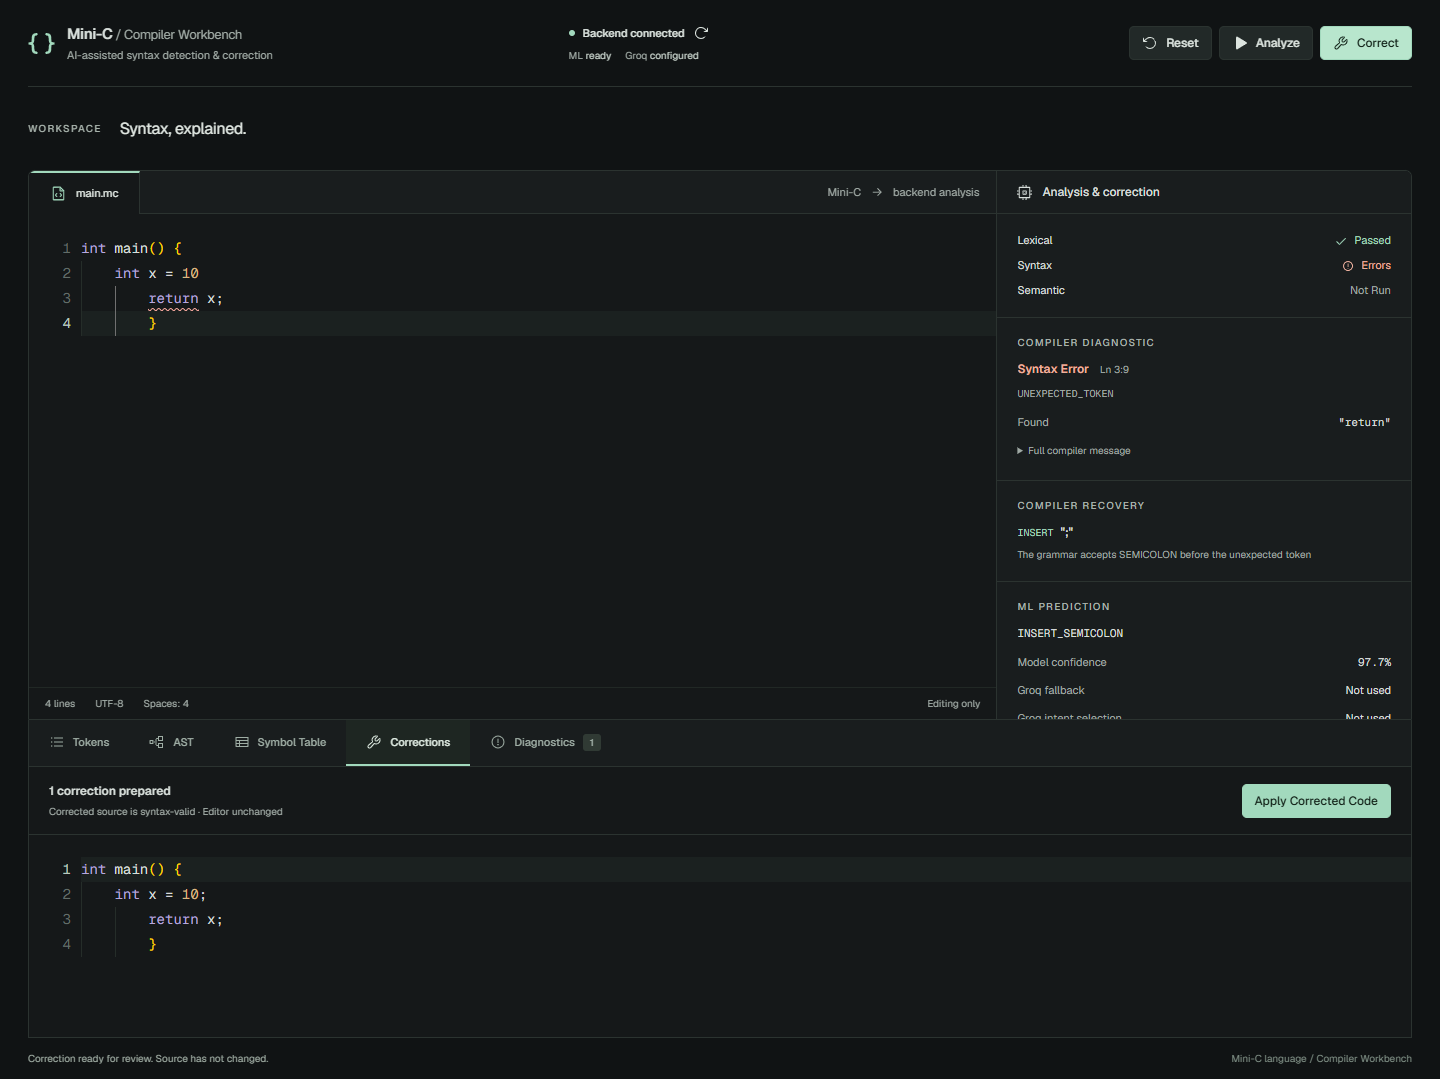 { } Mini-C / Compiler Workbench
AI-assisted syntax detection & correction
Backend connected
ML ready Groq configured
Reset
Analyze
Correct
WORKSPACE Syntax, explained.
main.mc
Mini-C → backend analysis
1 int main() {
2 int x = 10
3 return x;
4 }
4 lines UTF-8 Spaces: 4
Editing only
Analysis & correction
Lexical Passed
Syntax Errors
Semantic Not Run
COMPILER DIAGNOSTIC
Syntax Error Ln 3:9
UNEXPECTED_TOKEN
Found "return"
Full compiler message
COMPILER RECOVERY
INSERT ";"
The grammar accepts SEMICOLON before the unexpected token
ML PREDICTION
INSERT_SEMICOLON
Model confidence 97.7%
Groq fallback Not used
Groq intent selection Not used
Tokens AST Symbol Table Corrections Diagnostics 1
1 correction prepared
Corrected source is syntax-valid · Editor unchanged
Apply Corrected Code
1 int main() {
2 int x = 10;
3 return x;
4 }
Correction ready for review. Source has not changed.
Mini-C language / Compiler Workbench